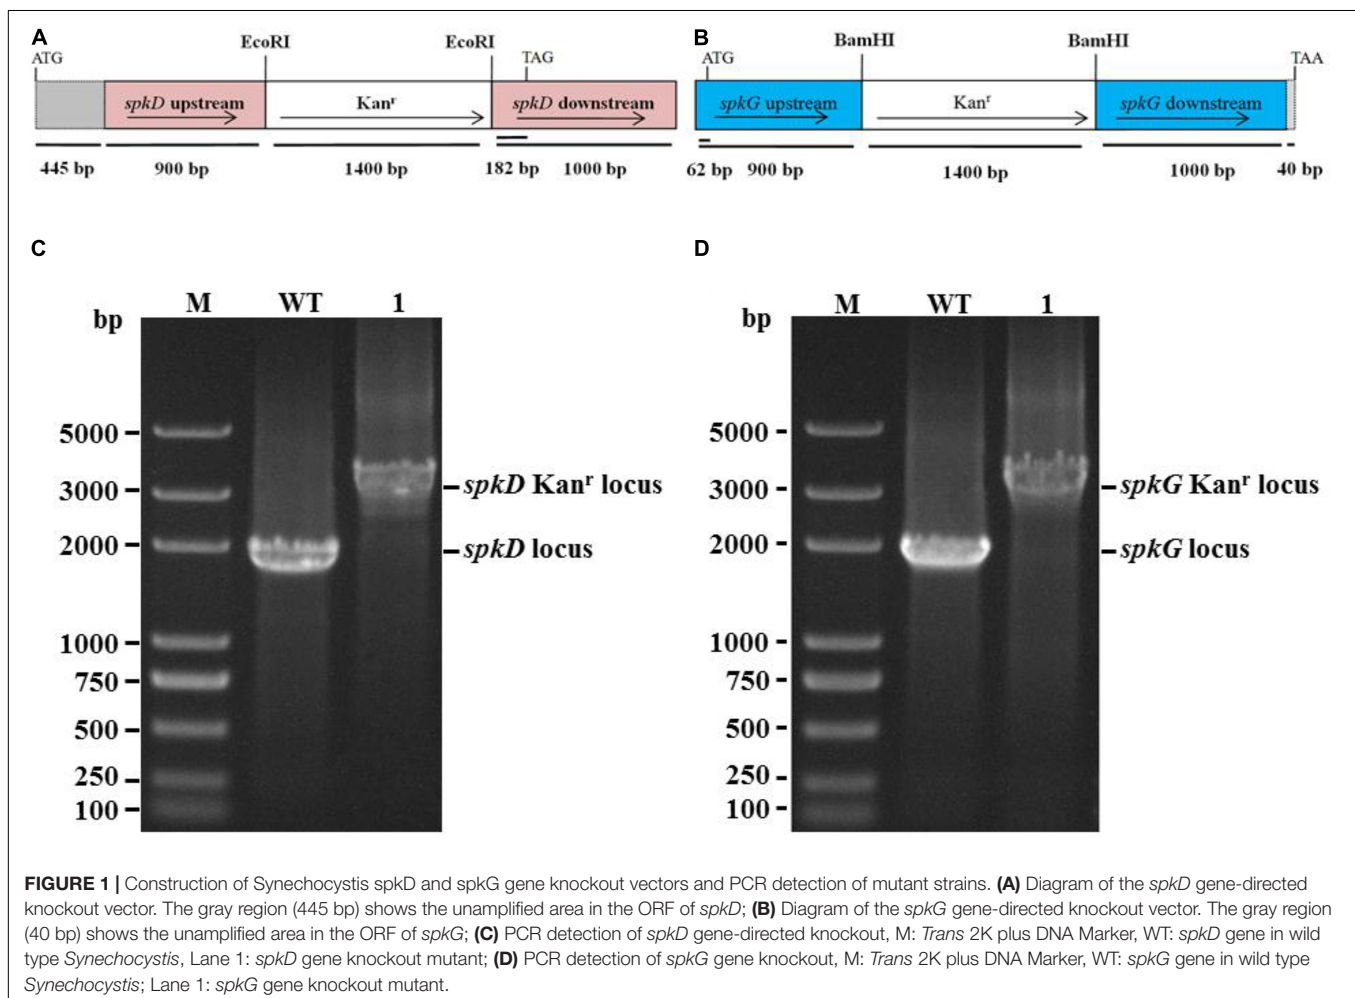 A
ATG
EcoRI
EcoRI
TAG
spkD upstream
Kanʳ
spkD downstream
445 bp
900 bp
1400 bp
182 bp
1000 bp
B
ATG
BamHI
BamHI
TAA
spkG upstream
Kanʳ
spkG downstream
62 bp
900 bp
1400 bp
1000 bp
40 bp
C
M
WT
1
bp
5000
3000
2000
1000
750
500
250
100
spkD Kanʳ locus
spkD locus
D
M
WT
1
bp
5000
3000
2000
1000
750
500
250
100
spkG Kanʳ locus
spkG locus
FIGURE 1 | Construction of Synechocystis spkD and spkG gene knockout vectors and PCR detection of mutant strains. (A) Diagram of the spkD gene-directed
knockout vector. The gray region (445 bp) shows the unamplified area in the ORF of spkD; (B) Diagram of the spkG gene-directed knockout vector. The gray region
(40 bp) shows the unamplified area in the ORF of spkG; (C) PCR detection of spkD gene-directed knockout, M: Trans 2K plus DNA Marker, WT: spkD gene in wild
type Synechocystis, Lane 1: spkD gene knockout mutant; (D) PCR detection of spkG gene knockout, M: Trans 2K plus DNA Marker, WT: spkG gene in wild type
Synechocystis; Lane 1: spkG gene knockout mutant.